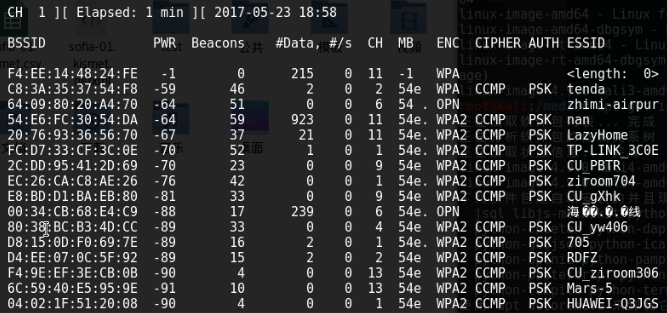 CH  1 ][ Elapsed: 1 min ][ 2017-05-23 18:58
BSSID PWR Beacons #Data, #/s CH MB ENC CIPHER AUTH ESSID
F4:EE:14:48:24:FE -1 0 215 0 11 -1 WPA <length: 0>
C8:3A:35:37:54:F8 -59 46 2 0 2 54e WPA2 CCMP PSK tenda
64:09:80:20:A4:70 -64 51 0 0 6 54 . OPN zhimi-airpur
54:E6:FC:30:54:DA -64 59 923 0 11 54e. WPA2 CCMP PSK nan
20:76:93:36:56:70 -67 37 21 0 11 54e. WPA2 CCMP PSK LazyHome
-70 52 1 0 1 54e. WPA2 CCMP PSK TP-LINK_3C0E
2C:DD:95:41:2D:69 -70 23 0 0 9 54e WPA2 CCMP PSK CU_PBTR
EC:26:CA:C8:AE:26 -76 42 0 0 1 54e. WPA2 CCMP PSK ziroom704
E8:BD:D1:BA:EB:80 -81 31 0 0 9 54e WPA2 CCMP PSK CU_gXhk
00:34:CB:68:E4:C9 -88 17 239 0 6 54e. OPN 海��.�.�线
80:38:BC:B3:4D:CC -89 33 0 0 4 54e WPA2 CCMP PSK CU_yw406
D8:15:0D:F0:69:7E -89 16 2 0 1 54e. WPA2 CCMP PSK 705
D4:EE:07:0C:5F:92 -89 15 2 0 2 54e WPA2 CCMP PSK RDFZ
F4:9E:EF:3E:CB:0B -90 4 0 0 13 54e WPA2 CCMP PSK CU_ziroom306
6C:59:40:E5:95:9E -91 10 0 0 13 54e WPA2 CCMP PSK Mars-5
04:02:1F:51:20:08 -90 4 0 0 1 54e WPA2 CCMP PSK HUAWEI-Q3JGS